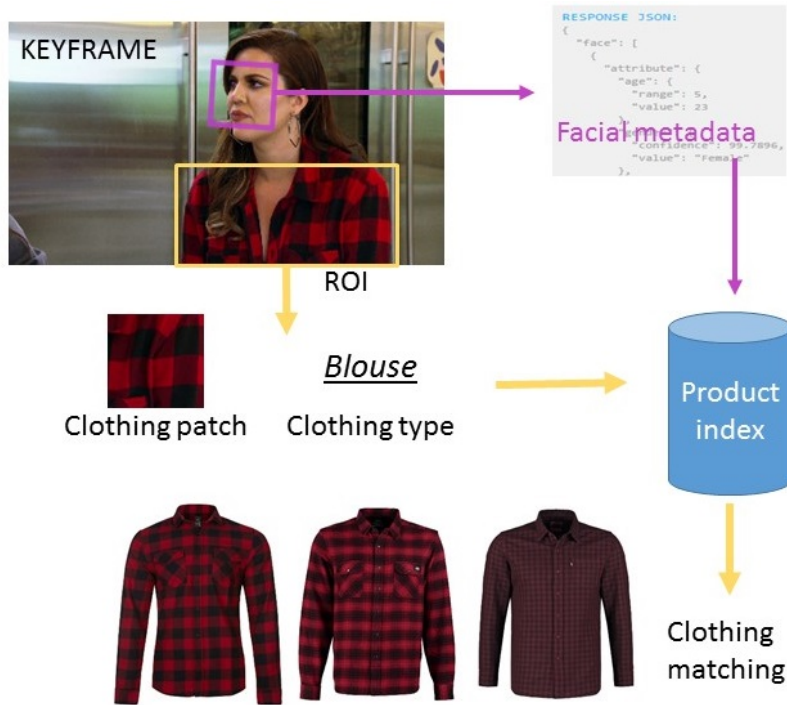 KEYFRAME
RESPONSE JSON:
{
"face": [
{
"attribute": {
"age": {
"range": 5,
"value": 23
},
Facial metadata
"confidence": 99.7896,
"value": "Female"
},
ROI
Blouse
Clothing patch
Clothing type
Product
index
Clothing
matching